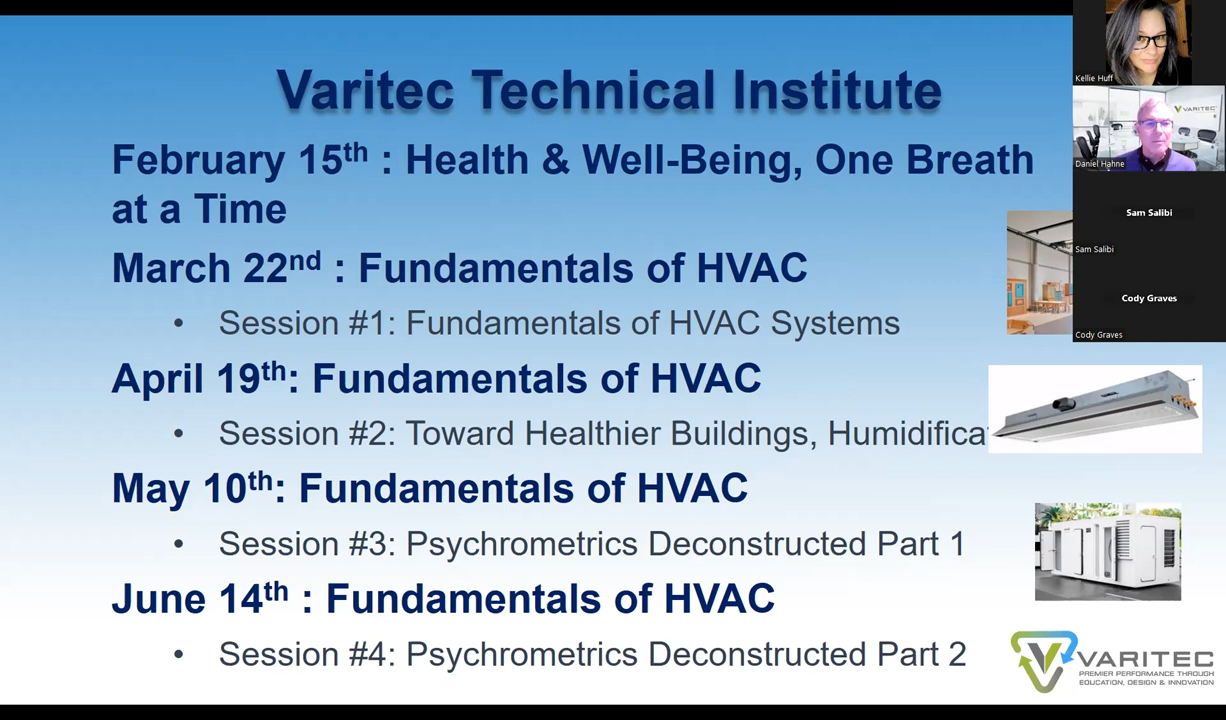 Varitec Technical Institute
February 15th : Health & Well-Being, One Breath
at a Time
March 22nd : Fundamentals of HVAC
• Session #1: Fundamentals of HVAC Systems
April 19th: Fundamentals of HVAC
• Session #2: Toward Healthier Buildings, Humidifica
May 10th: Fundamentals of HVAC
• Session #3: Psychrometrics Deconstructed Part 1
June 14th : Fundamentals of HVAC
• Session #4: Psychrometrics Deconstructed Part 2
Kellie Huff
VARITEC
Daniel Hahne
Sam Salibi
Sam Salibi
Cody Graves
Cody Graves
VARITEC
PREMIER PERFORMANCE THROUGH
EDUCATION, DESIGN & INNOVATION